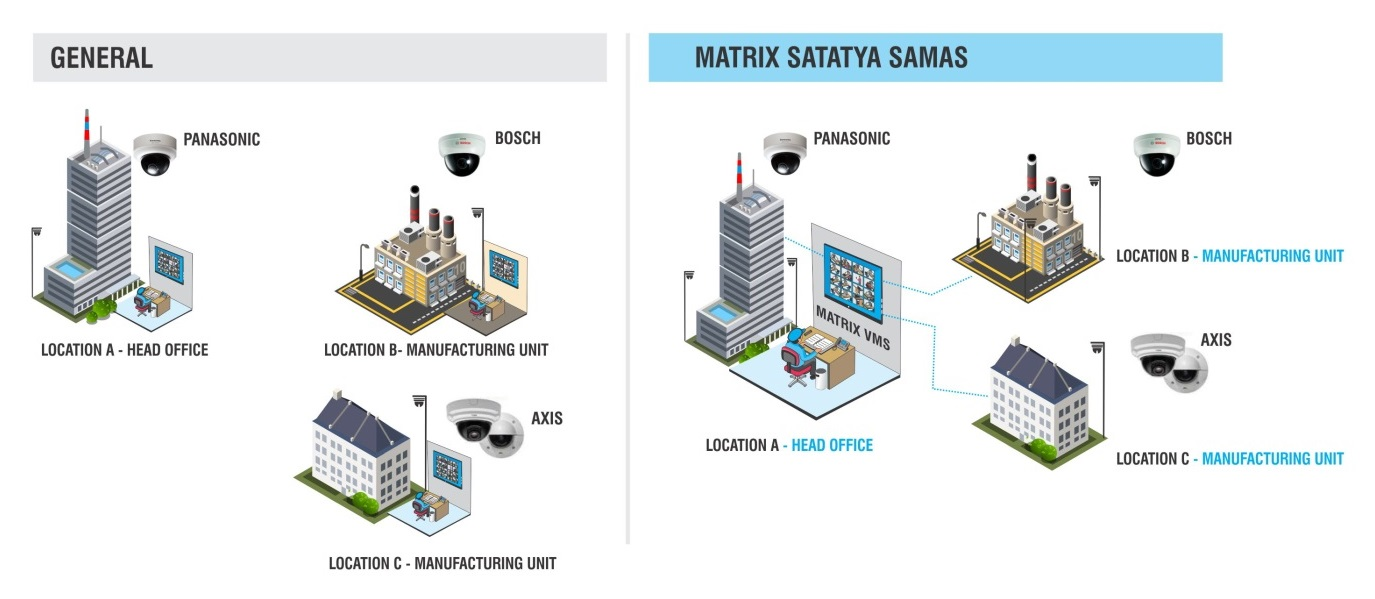 GENERAL
PANASONIC
BOSCH
LOCATION A - HEAD OFFICE
LOCATION B- MANUFACTURING UNIT
AXIS
LOCATION C - MANUFACTURING UNIT
MATRIX SATATYA SAMAS
PANASONIC
BOSCH
LOCATION B - MANUFACTURING UNIT
MATRIX VMS
AXIS
LOCATION A - HEAD OFFICE
LOCATION C - MANUFACTURING UNIT